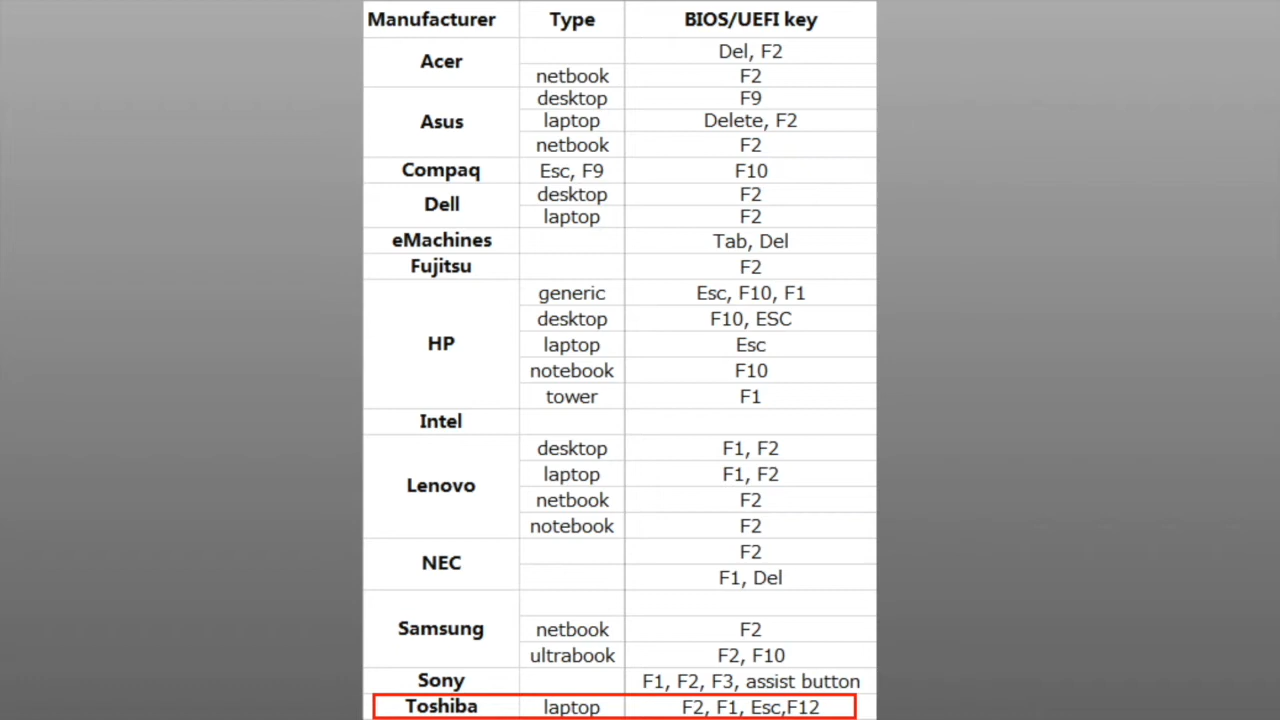 Manufacturer Type BIOS/UEFI key
Acer Del, F2
netbook F2
Asus desktop F9
laptop Delete, F2
netbook F2
Compaq Esc, F9 F10
Dell desktop F2
laptop F2
eMachines Tab, Del
Fujitsu F2
HP generic Esc, F10, F1
desktop F10, ESC
laptop Esc
notebook F10
tower F1
Intel
Lenovo desktop F1, F2
laptop F1, F2
netbook F2
notebook F2
NEC F2
F1, Del
Samsung
netbook F2
ultrabook F2, F10
Sony F1, F2, F3, assist button
Toshiba laptop F2, F1, Esc,F12